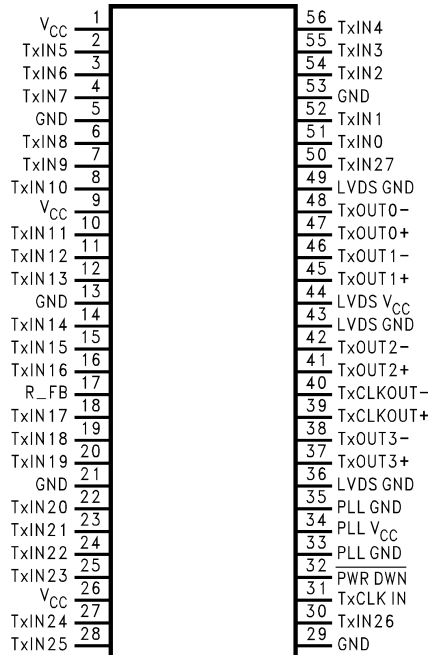 VCC 1
TxIN5 2
TxIN6 3
TxIN7 4
GND 5
TxIN8 6
TxIN9 7
TxIN10 8
VCC 9
TxIN11 10
TxIN12 11
TxIN13 12
GND 13
TxIN14 14
TxIN15 15
TxIN16 16
R_FB 17
TxIN17 18
TxIN18 19
TxIN19 20
GND 21
TxIN20 22
TxIN21 23
TxIN22 24
TxIN23 25
VCC 26
TxIN24 27
TxIN25 28
56 TxIN4
55 TxIN3
54 TxIN2
53 GND
52 TxIN1
51 TxIN0
50 TxIN27
49 LVDS GND
48 TxOUT0-
47 TxOUT0+
46 TxOUT1-
45 TxOUT1+
44 LVDS VCC
43 LVDS GND
42 TxOUT2-
41 TxOUT2+
40 TxCLKOUT-
39 TxCLKOUT+
38 TxOUT3-
37 TxOUT3+
36 LVDS GND
35 PLL GND
34 PLL VCC
33 PLL GND
32 PWR DWN
31 TxCLK IN
30 TxIN26
29 GND